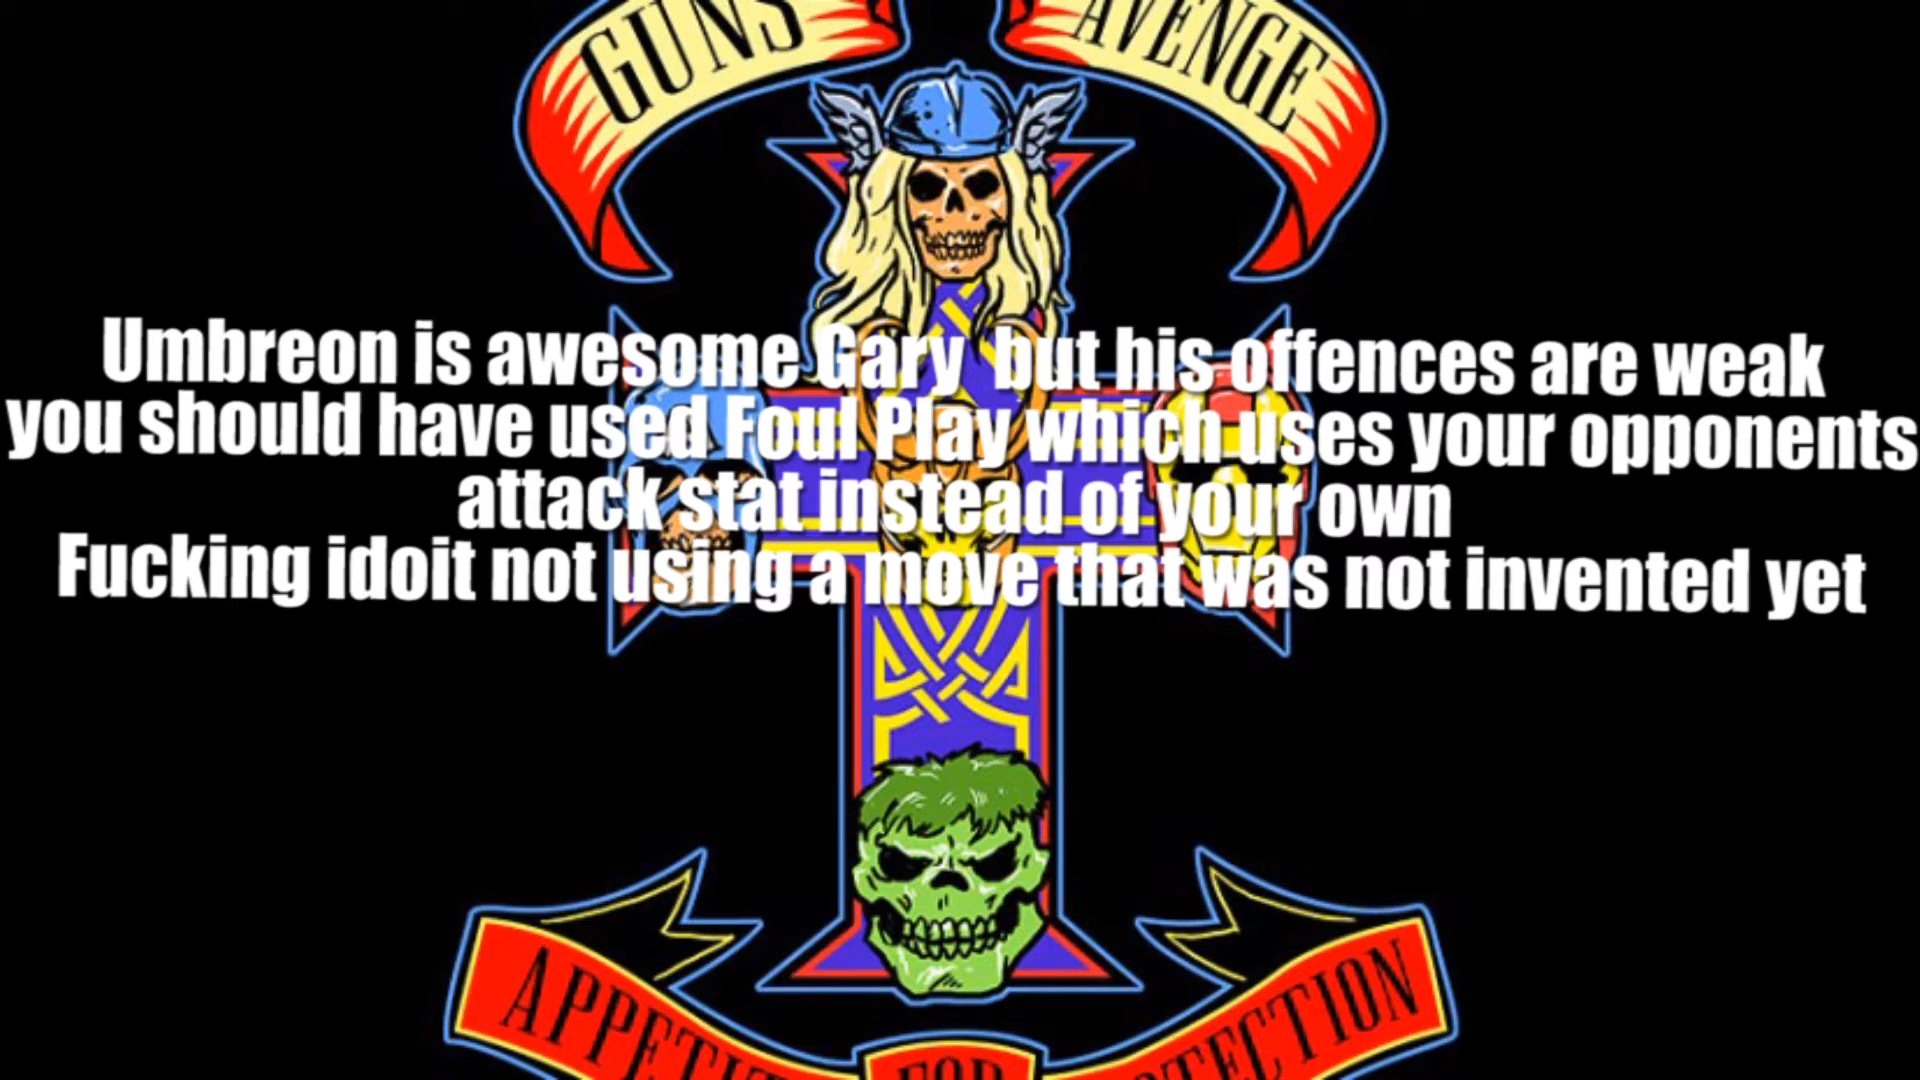 GUNS
AVENGE
Umbreon is awesome Gary but his offences are weak
you should have used Foul Play which uses your opponents
attack stat instead of your own
Fucking idoit not using a move that was not invented yet
APPETI
FOR
TECTION